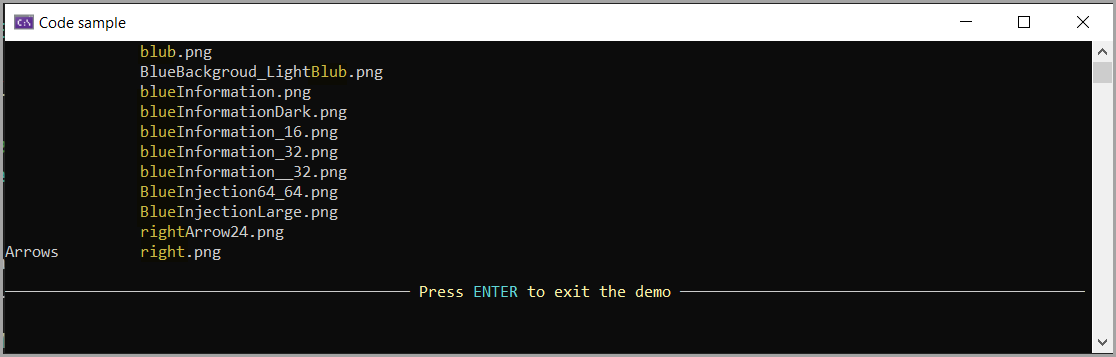 Code sample
blub.png
BlueBackgroud_LightBlub.png
blueInformation.png
blueInformationDark.png
blueInformation_16.png
blueInformation_32.png
blueInformation__32.png
BlueInjection64_64.png
BlueInjectionLarge.png
rightArrow24.png
Arrows right.png
Press ENTER to exit the demo